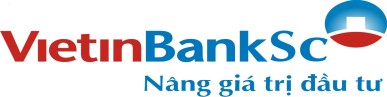 VietinBankSc
Nâng giá trị đầu tư